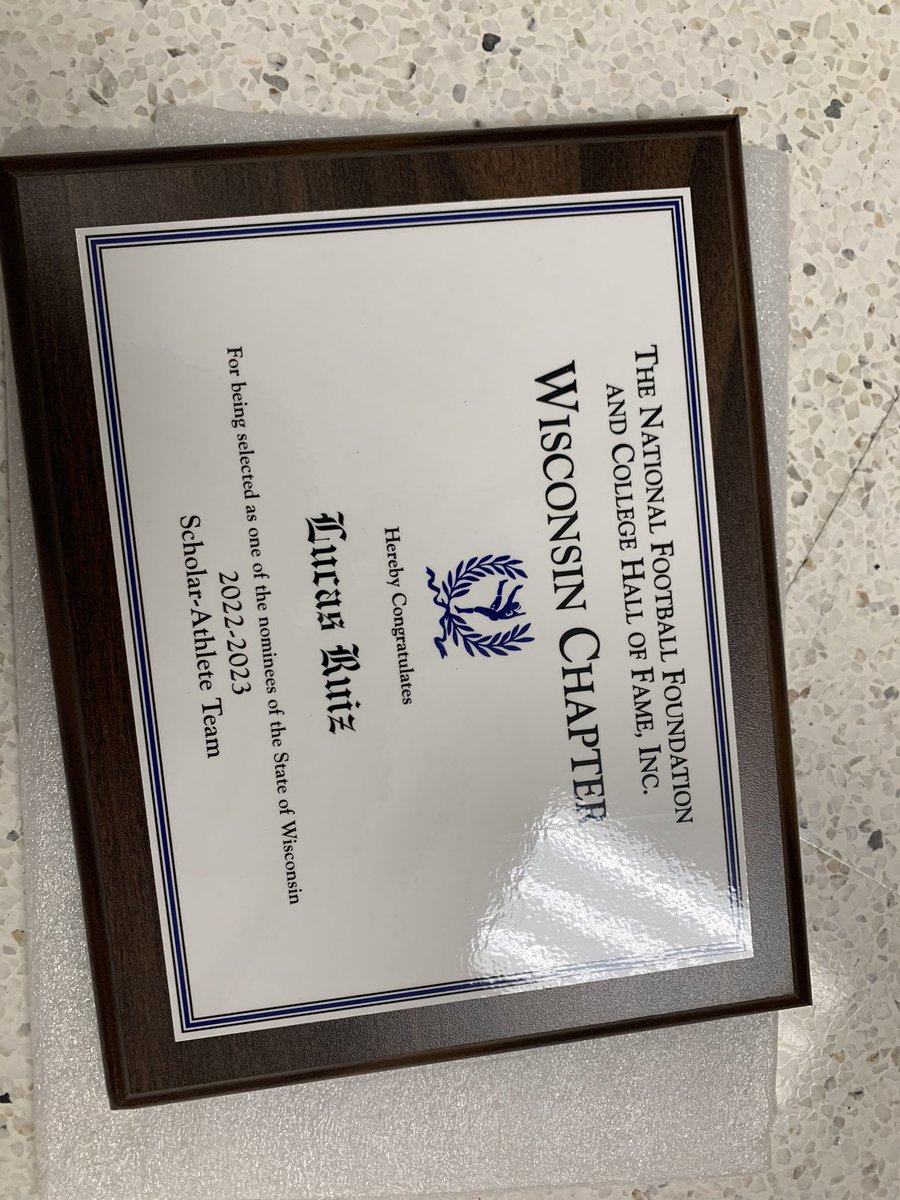 THE NATIONAL FOOTBALL FOUNDATION
AND COLLEGE HALL OF FAME, INC.
WISCONSIN CHAPTER
Hereby Congratulates
Lucas Ruiz
For being selected as one of the nominees of the State of Wisconsin
2022-2023
Scholar-Athlete Team